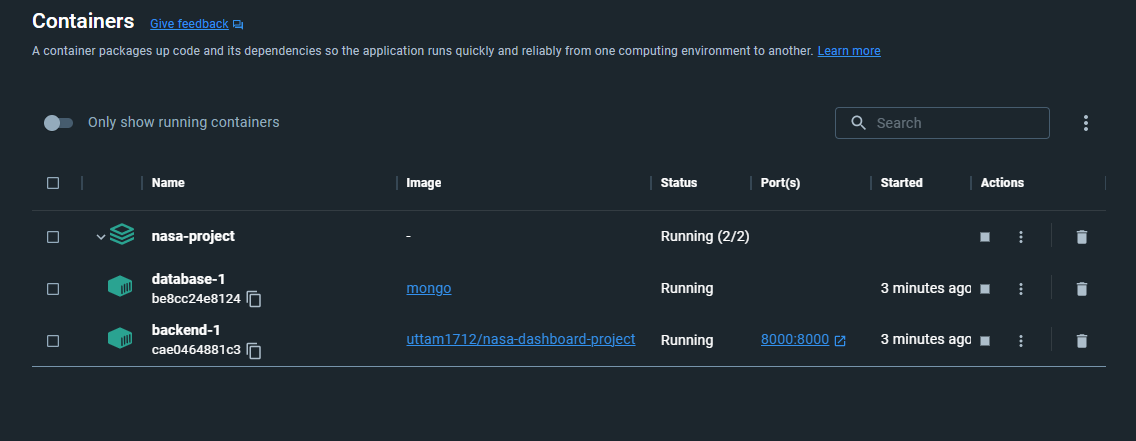 Containers Give feedback
A container packages up code and its dependencies so the application runs quickly and reliably from one computing environment to another. Learn more
Only show running containers Search
Name Image Status Port(s) Started Actions
nasa-project - Running (2/2)
database-1
be8cc24e8124 mongo Running 3 minutes ago
backend-1
cae0464881c3 uttam1712/nasa-dashboard-project Running 8000:8000 3 minutes ago